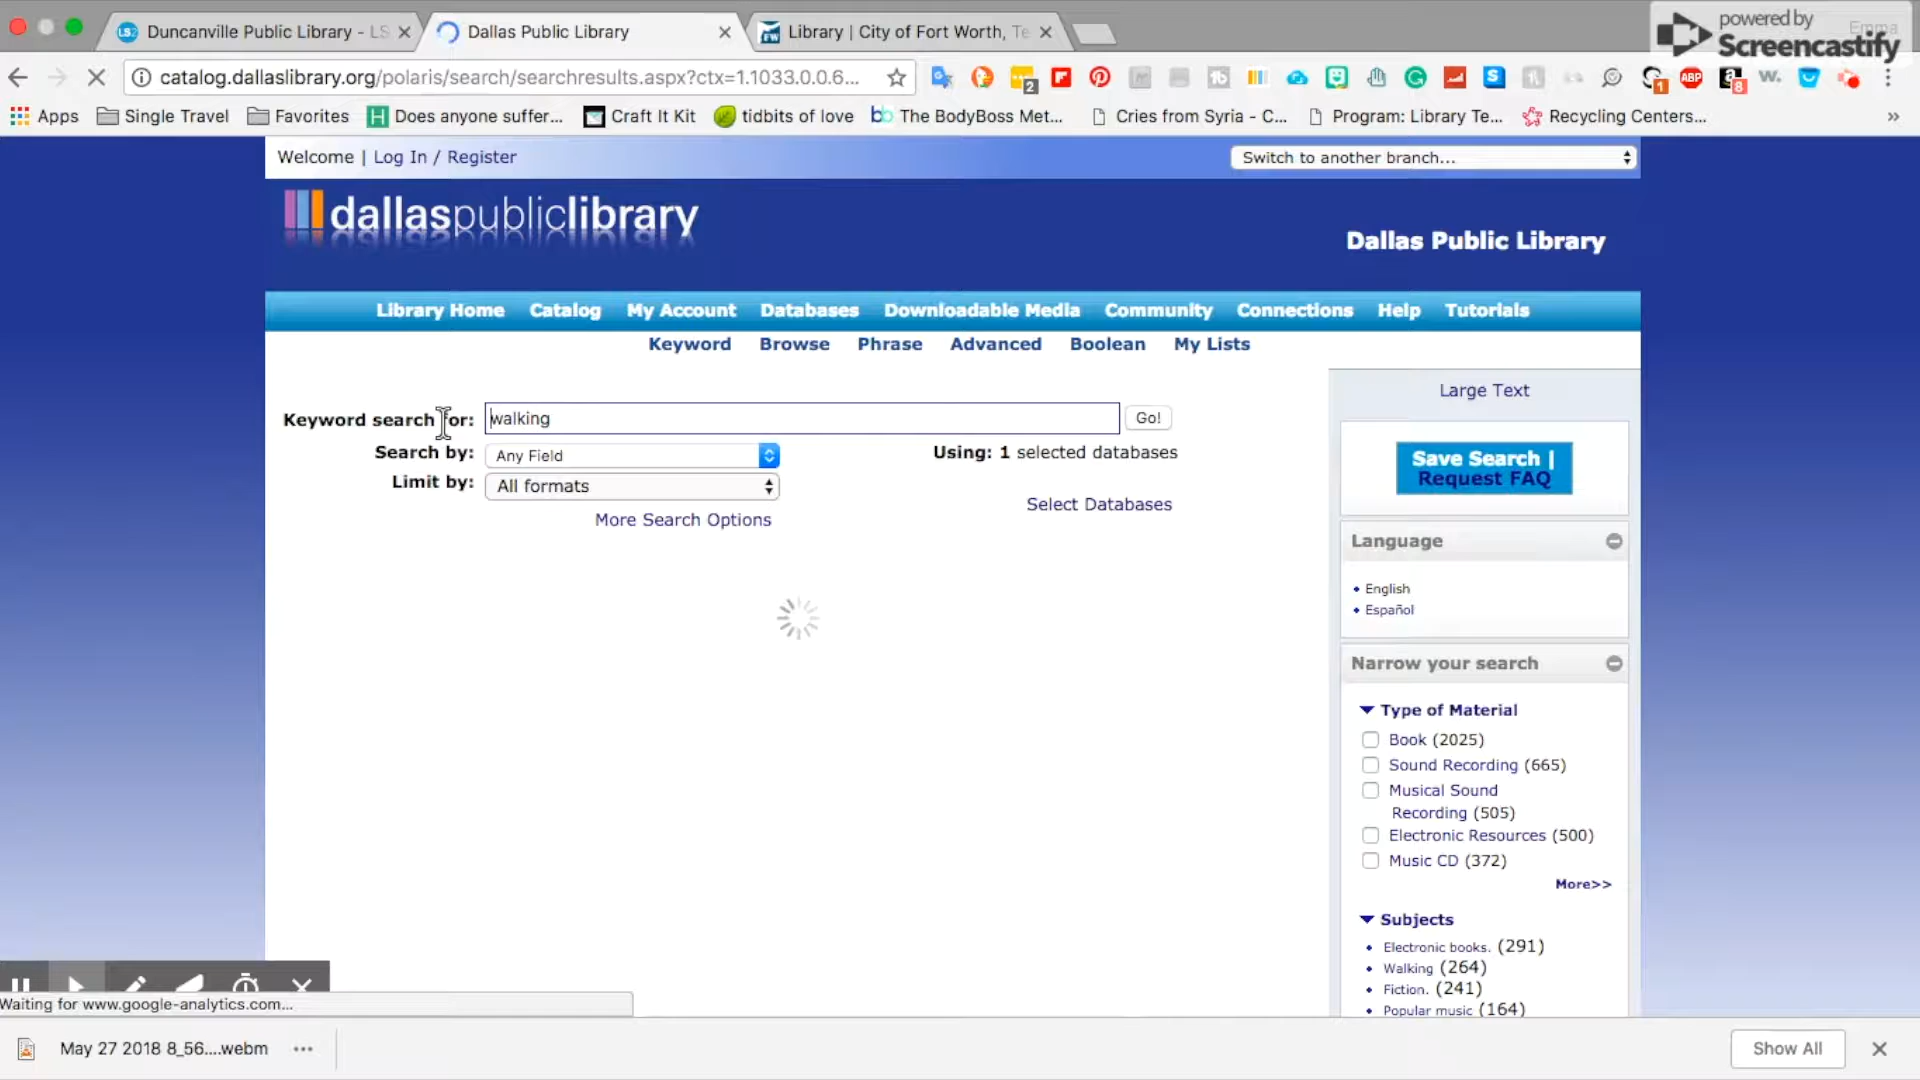 Duncanville Public Library - LS
Dallas Public Library
Library | City of Fort Worth, Te
powered by
Screencastify
Emma
catalog.dallaslibrary.org/polaris/search/searchresults.aspx?ctx=1.1033.0.0.6...
Apps
Single Travel
Favorites
Does anyone suffer...
Craft It Kit
tidbits of love
The BodyBoss Met...
Cries from Syria - C...
Program: Library Te...
Recycling Centers...
»
Welcome | Log In / Register
Switch to another branch...
dallaspubliclibrary
Dallas Public Library
Library Home Catalog My Account Databases Downloadable Media Community Connections Help Tutorials
Keyword Browse Phrase Advanced Boolean My Lists
Keyword search for: walking Go!
Search by: Any Field
Using: 1 selected databases
Limit by: All formats
Select Databases
More Search Options
Large Text
Save Search |
Request FAQ
Language
English
Español
Narrow your search
Type of Material
Book (2025)
Sound Recording (665)
Musical Sound
Recording (505)
Electronic Resources (500)
Music CD (372)
More>>
Subjects
Electronic books. (291)
Walking (264)
Fiction. (241)
Popular music (164)
Waiting for www.google-analytics.com...
May 27 2018 8_56....webm
Show All